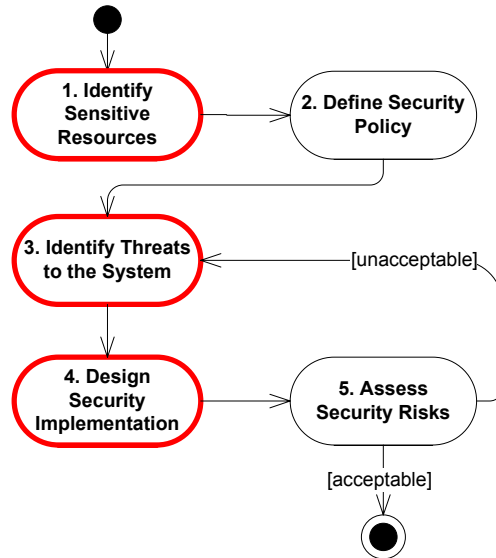 1. Identify
Sensitive
Resources
2. Define Security
Policy
3. Identify Threats
to the System
[unacceptable]
4. Design
Security
Implementation
5. Assess
Security Risks
[acceptable]